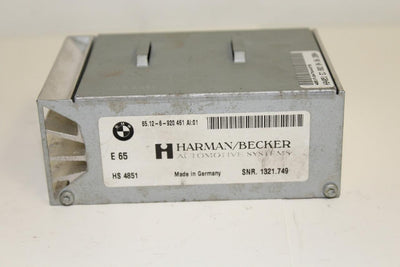 65.12-6-920 461 AI:01
E 65
HARMAN/BECKER
AUTOMOTIVE SYSTEMS
HS 4851
Made in Germany
SNR. 1321.749